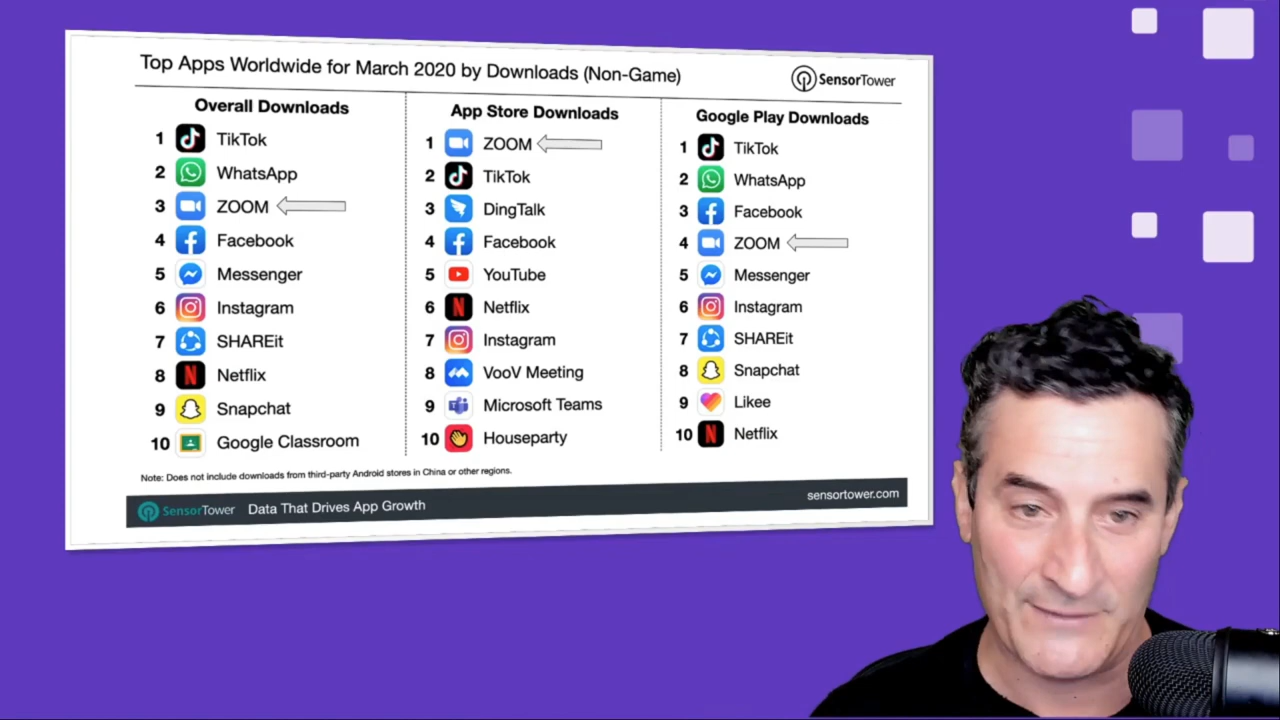 Top Apps Worldwide for March 2020 by Downloads (Non-Game)
SensorTower
Overall Downloads
1 TikTok
2 WhatsApp
3 ZOOM
4 Facebook
5 Messenger
6 Instagram
7 SHAREit
8 Netflix
9 Snapchat
10 Google Classroom
App Store Downloads
1 ZOOM
2 TikTok
3 DingTalk
4 Facebook
5 YouTube
6 Netflix
7 Instagram
8 VooV Meeting
9 Microsoft Teams
10 Houseparty
Google Play Downloads
1 TikTok
2 WhatsApp
3 Facebook
4 ZOOM
5 Messenger
6 Instagram
7 SHAREit
8 Snapchat
9 Likee
10 Netflix
Note: Does not include downloads from third-party Android stores in China or other regions.
SensorTower Data That Drives App Growth
sensortower.com